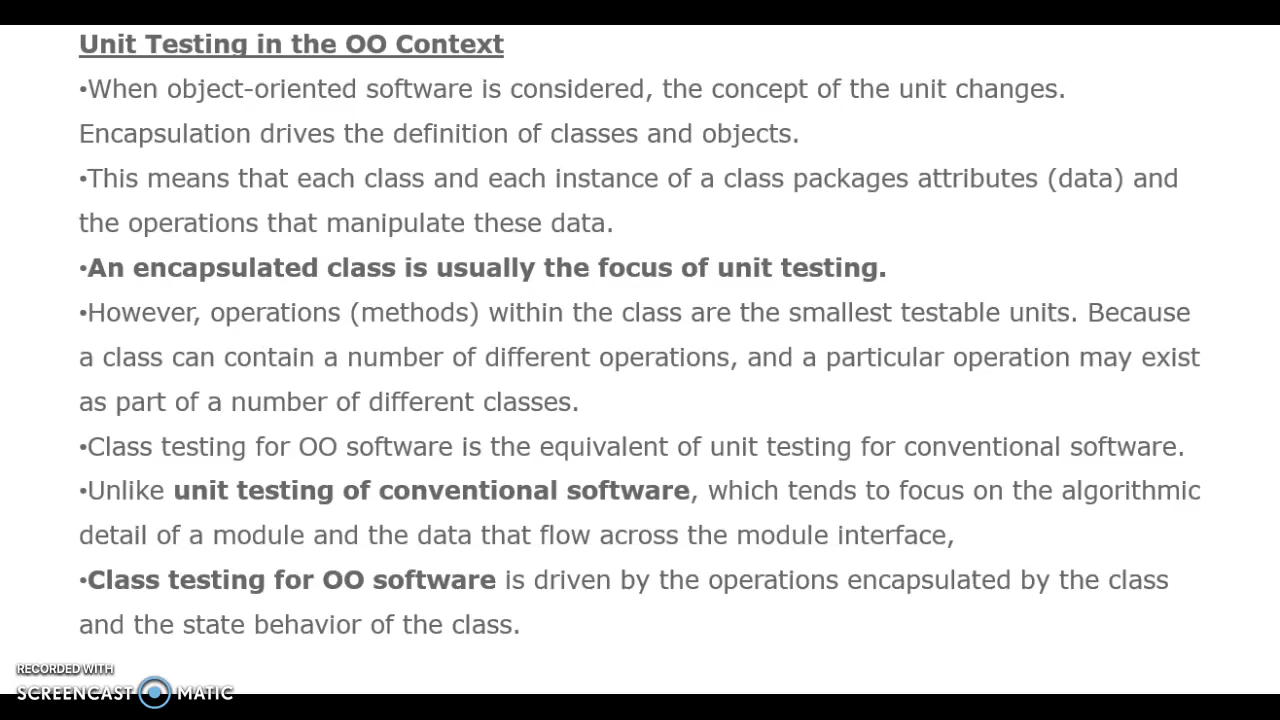 Unit Testing in the OO Context
•When object-oriented software is considered, the concept of the unit changes.
Encapsulation drives the definition of classes and objects.
•This means that each class and each instance of a class packages attributes (data) and
the operations that manipulate these data.
•An encapsulated class is usually the focus of unit testing.
•However, operations (methods) within the class are the smallest testable units. Because
a class can contain a number of different operations, and a particular operation may exist
as part of a number of different classes.
•Class testing for OO software is the equivalent of unit testing for conventional software.
•Unlike unit testing of conventional software, which tends to focus on the algorithmic
detail of a module and the data that flow across the module interface,
•Class testing for OO software is driven by the operations encapsulated by the class
and the state behavior of the class.
RECORDED WITH
SCREENCAST MATIC